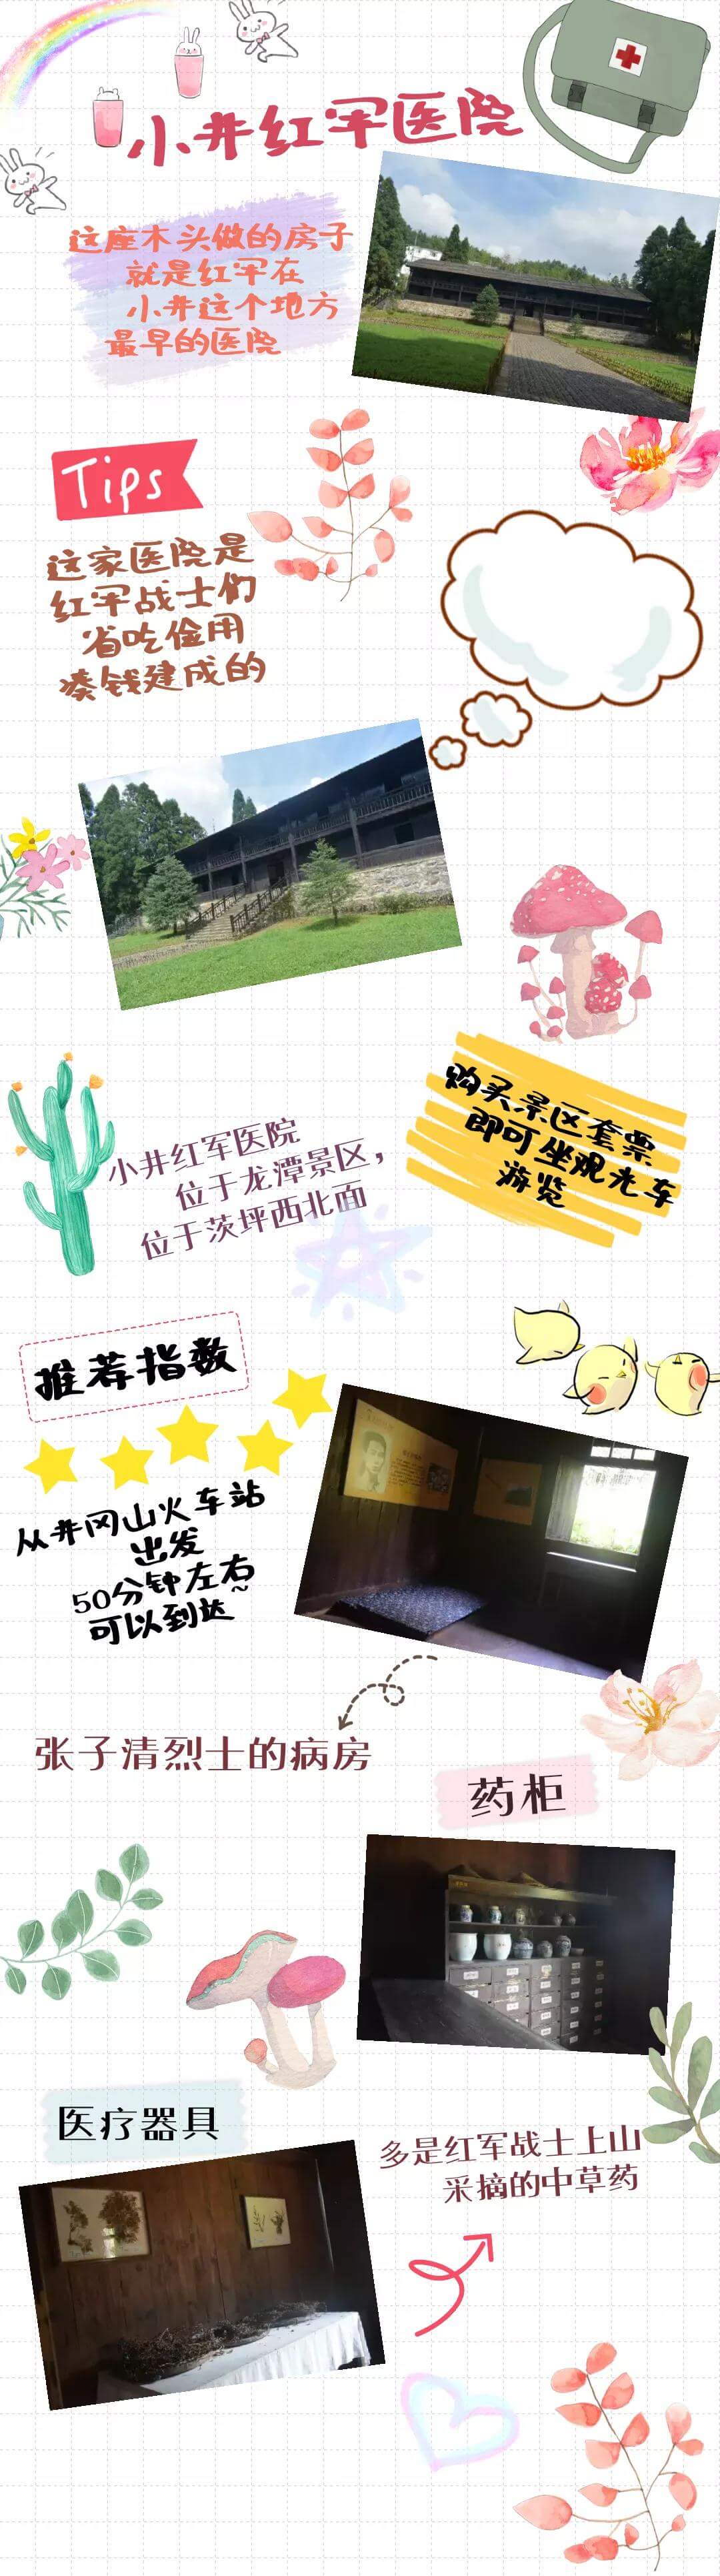 小井红军医院
这座木头做的房子
就是红军在
小井这个地方
最早的医院
Tips
这家医院是
红军战士们
省吃俭用
凑钱建成的
购买景区套票
即可坐观光车
游览
小井红军医院
位于龙潭景区，
位于茨坪西北面
推荐指数
从井冈山火车站
出发
50分钟左右
可以到达~
张子清烈士的病房
药柜
医疗器具
多是红军战士上山
采摘的中草药